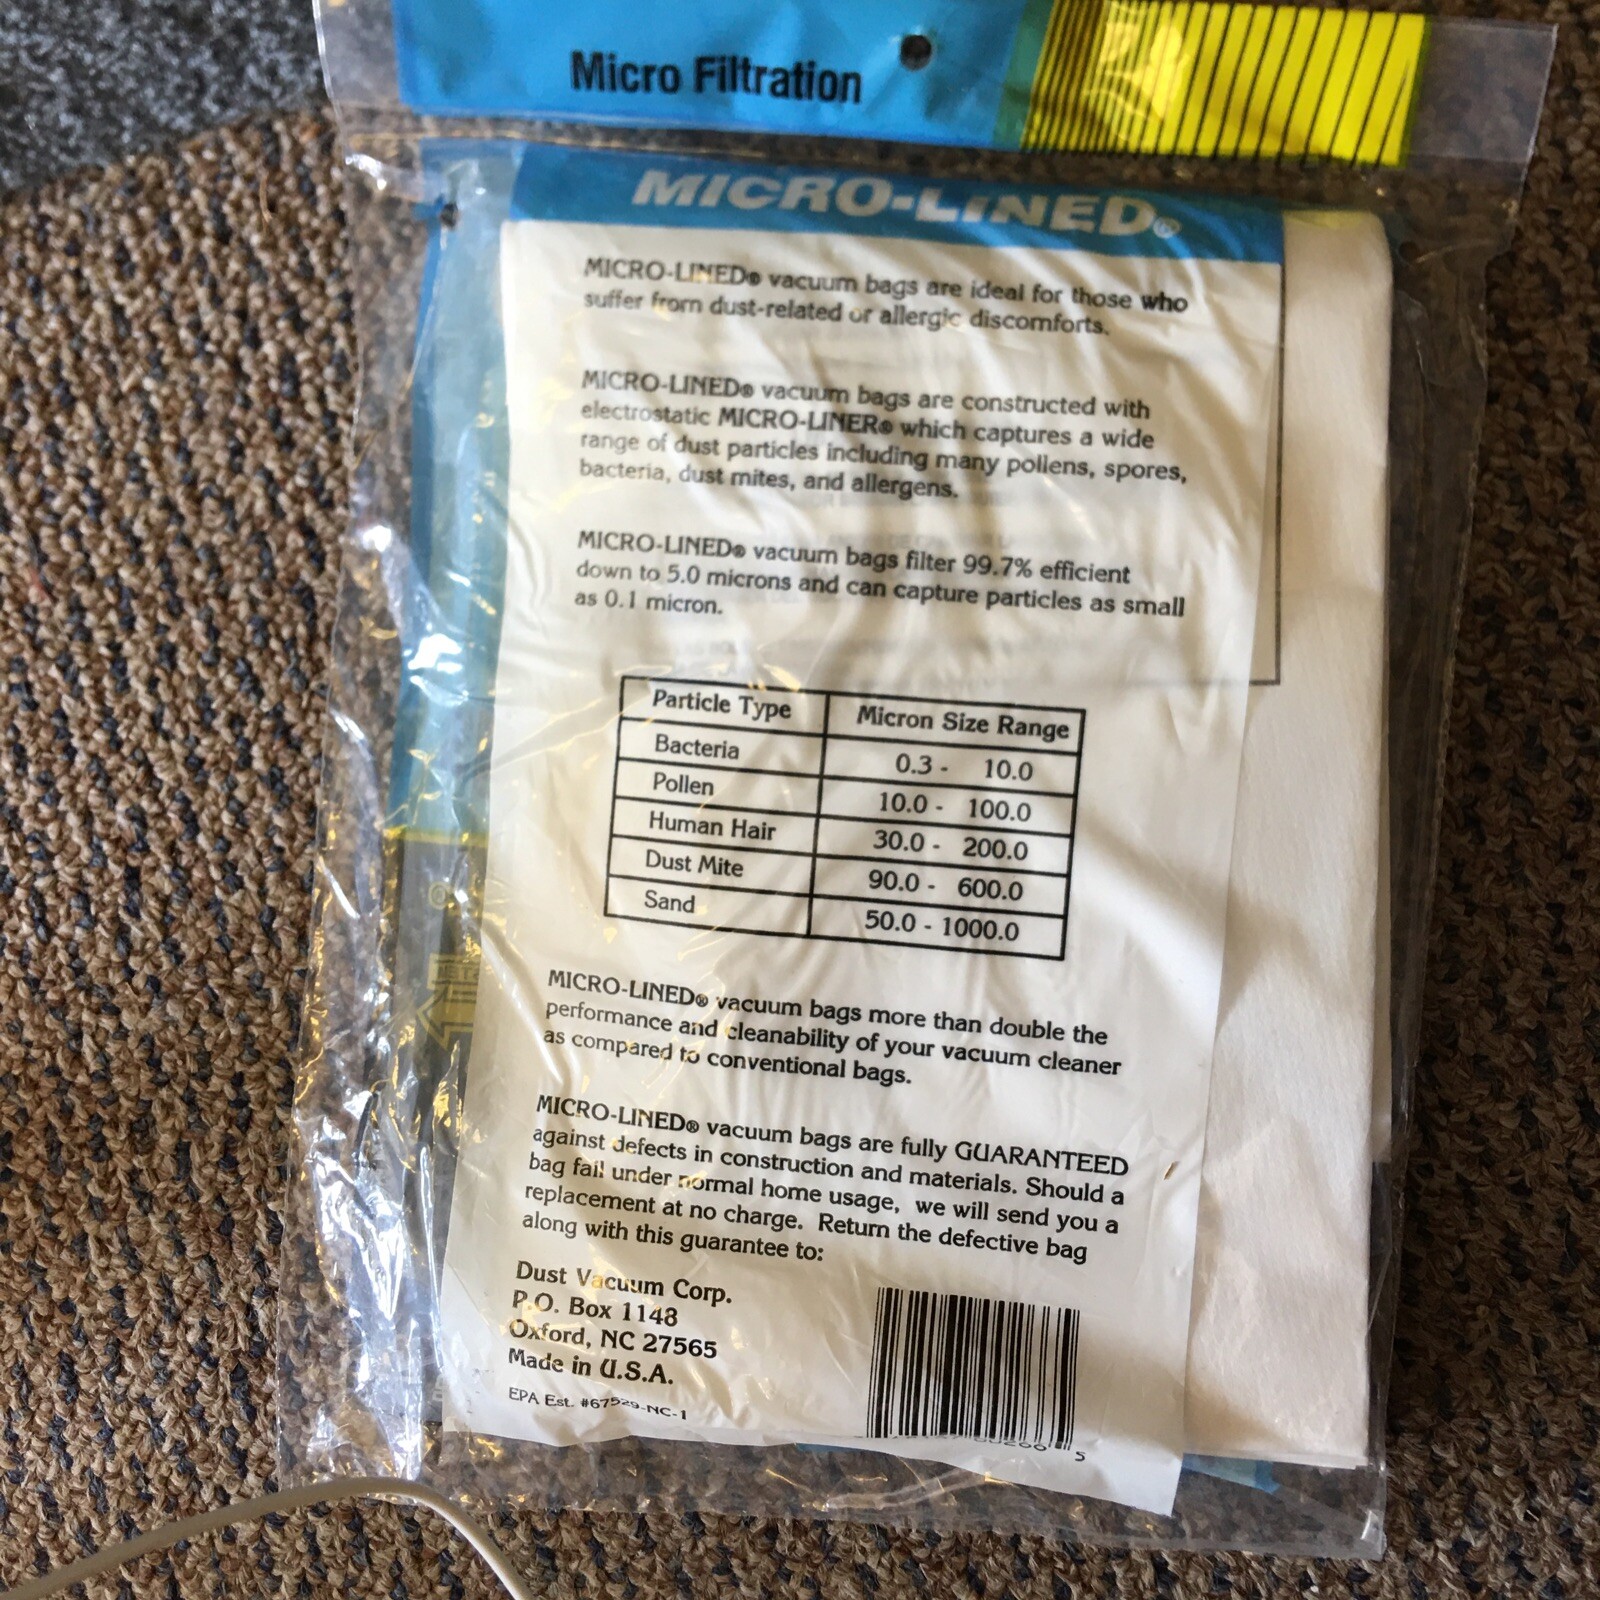 Micro Filtration
MICRO-LINED®
MICRO-LINED® vacuum bags are ideal for those who
suffer from dust-related or allergic discomforts.
MICRO-LINED® vacuum bags are constructed with
electrostatic MICRO-LINER® which captures a wide
range of dust particles including many pollens, spores,
bacteria, dust mites, and allergens.
MICRO-LINED® vacuum bags filter 99.7% efficient
down to 5.0 microns and can capture particles as small
as 0.1 micron.
Particle Type Micron Size Range
Bacteria 0.3 - 10.0
Pollen 10.0 - 100.0
Human Hair 30.0 - 200.0
Dust Mite 90.0 - 600.0
Sand 50.0 - 1000.0
MICRO-LINED® vacuum bags more than double the
performance and cleanability of your vacuum cleaner
as compared to conventional bags.
MICRO-LINED® vacuum bags are fully GUARANTEED
against defects in construction and materials. Should a
bag fail under normal home usage, we will send you a
replacement at no charge. Return the defective bag
along with this guarantee to:
Dust Vacuum Corp.
P.O. Box 1148
Oxford, NC 27565
Made in U.S.A.
EPA Est. #67529-NC-1
5